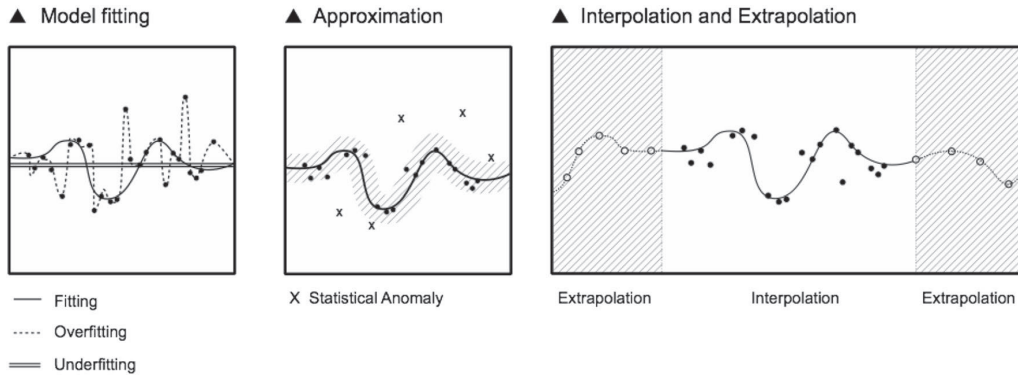 ▲ Model fitting
▲ Approximation
▲ Interpolation and Extrapolation
x
x
x
x
x
Fitting
Overfitting
Underfitting
X Statistical Anomaly
Extrapolation
Interpolation
Extrapolation